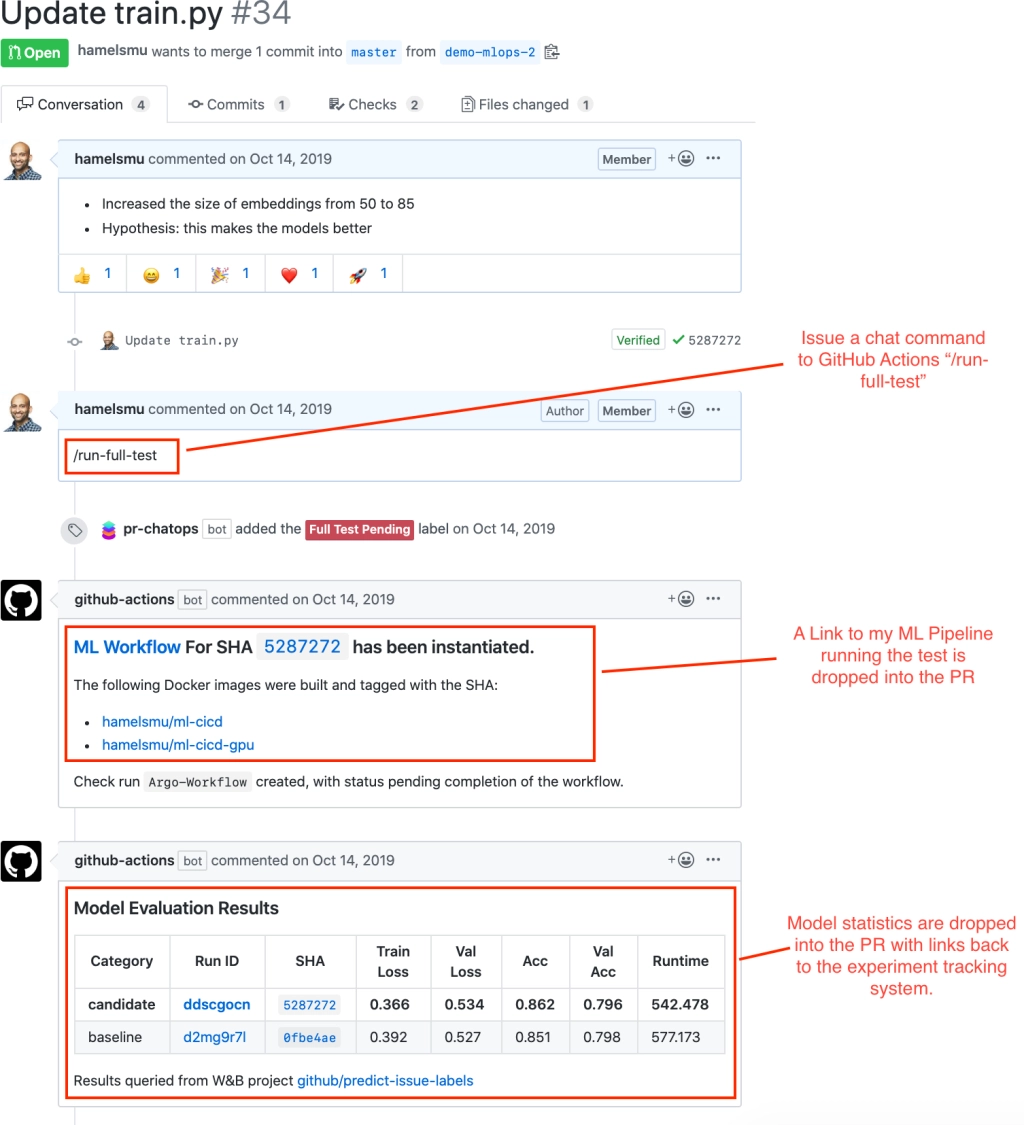 Update train.py #34
Open hamelsmu wants to merge 1 commit into master from demo-mlops-2
Conversation 4 Commits 1 Checks 2 Files changed 1
hamelsmu commented on Oct 14, 2019 Member
• Increased the size of embeddings from 50 to 85
• Hypothesis: this makes the models better
👍 1 😄 1 🎉 1 ❤️ 1 🚀 1
Update train.py Verified ✓ 5287272
Issue a chat command
to GitHub Actions “/run-
full-test”
hamelsmu commented on Oct 14, 2019 Author Member
/run-full-test
pr-chatops bot added the Full Test Pending label on Oct 14, 2019
github-actions bot commented on Oct 14, 2019
ML Workflow For SHA 5287272 has been instantiated.
The following Docker images were built and tagged with the SHA:
• hamelsmu/ml-cicd
• hamelsmu/ml-cicd-gpu
Check run Argo-Workflow created, with status pending completion of the workflow.
A Link to my ML Pipeline
running the test is
dropped into the PR
github-actions bot commented on Oct 14, 2019
Model Evaluation Results
Category Run ID SHA Train Loss Val Loss Acc Val Acc Runtime
candidate ddscgocn 5287272 0.366 0.534 0.862 0.796 542.478
baseline d2mg9r7l 0fbe4ae 0.392 0.527 0.851 0.798 577.173
Results queried from W&B project github/predict-issue-labels
Model statistics are dropped
into the PR with links back
to the experiment tracking
system.